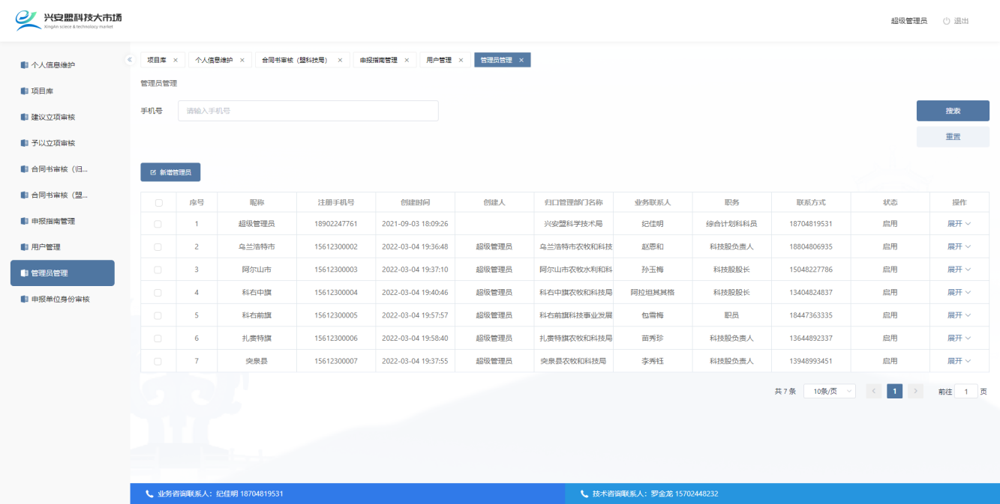 兴安盟科技大市场
XingAn sciece & technolocy market
超级管理员 退出
个人信息维护
项目库
建议立项审核
予以立项审核
合同书审核（归...
合同书审核（盟...
申报指南管理
用户管理
管理员管理
申报单位身份审核
项目库 × 个人信息维护 × 合同书审核（盟科技局） × 申报指南管理 × 用户管理 × 管理员管理 ×
管理员管理
手机号 请输入手机号 搜索
重置
新增管理员
序号 昵称 注册手机号 创建时间 创建人 归口管理部门名称 业务联系人 职务 联系方式 状态 操作
1 超级管理员 18902247761 2021-09-03 18:09:26 兴安盟科学技术局 纪佳明 综合计划科科员 18704819531 启用 展开
2 乌兰浩特市 15612300002 2022-03-04 19:36:48 超级管理员 乌兰浩特市农牧和科技 赵恩和 科技股负责人 18804806935 启用 展开
3 阿尔山市 15612300003 2022-03-04 19:37:10 超级管理员 阿尔山市农牧水利和科 孙玉梅 科技股股长 15048227786 启用 展开
4 科右中旗 15612300004 2022-03-04 19:40:46 超级管理员 科右中旗农牧和科技局 阿拉坦其其格 科技股股长 13404824837 启用 展开
5 科右前旗 15612300005 2022-03-04 19:57:57 超级管理员 科右前旗科技事业发展 包雪梅 职员 18447363335 启用 展开
6 扎赉特旗 15612300006 2022-03-04 19:58:40 超级管理员 扎赉特旗农牧和科技局 苗秀珍 科技股负责人 13644892337 启用 展开
7 突泉县 15612300007 2022-03-04 19:37:55 超级管理员 突泉县农牧和科技局 李秀钰 科技股负责人 13948993451 启用 展开
共 7 条 10条/页 < 1 > 前往 1 页
业务咨询联系人：纪佳明 18704819531 技术咨询联系人：罗金龙 15702448232